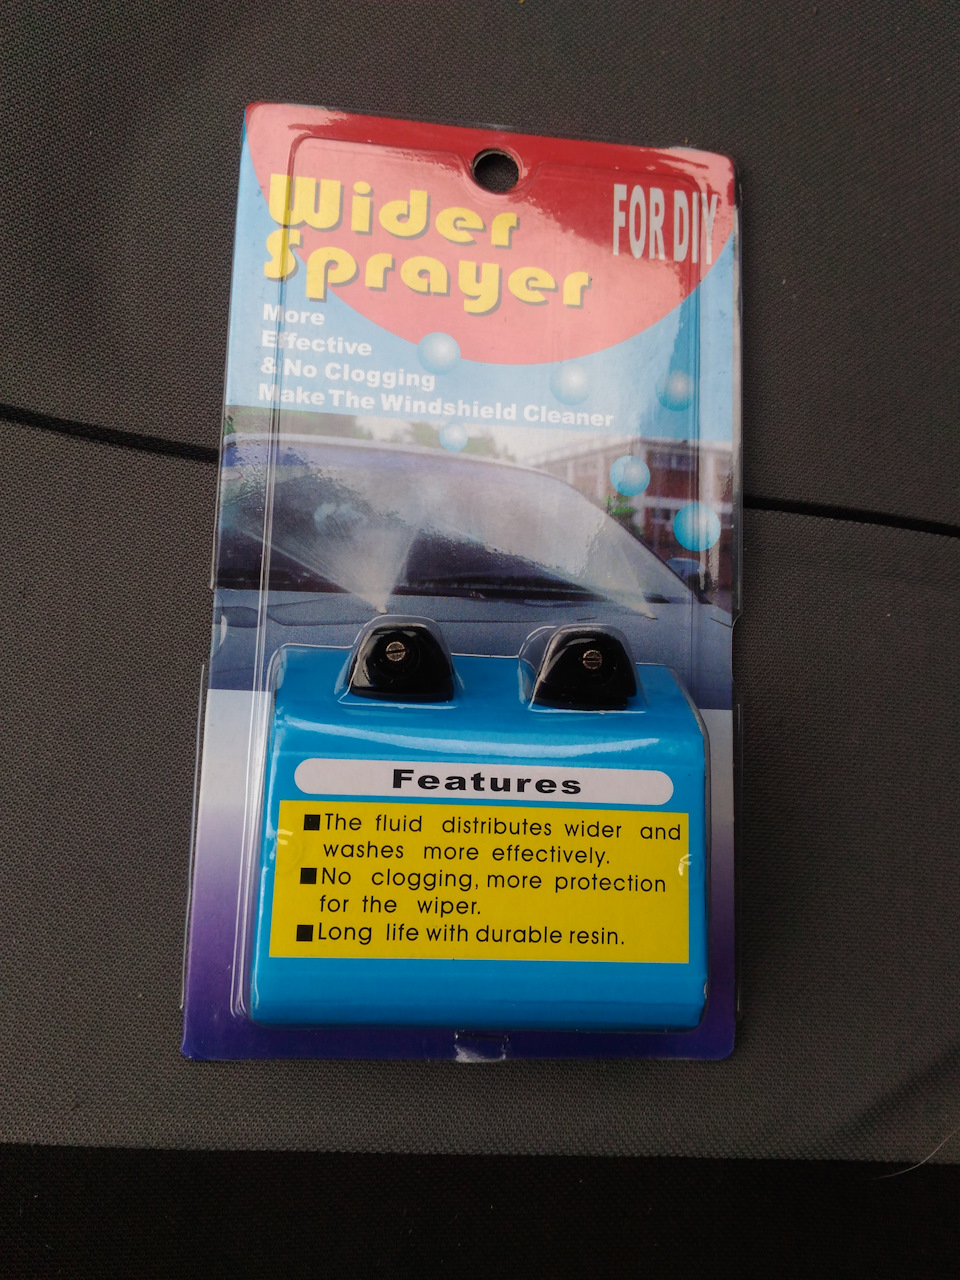 Wider
Sprayer
FOR DIY
More
Effective
& No Clogging
Make The Windshield Cleaner
Features
■The fluid distributes wider and
washes more effectively.
■No clogging, more protection
for the wiper.
■Long life with durable resin.